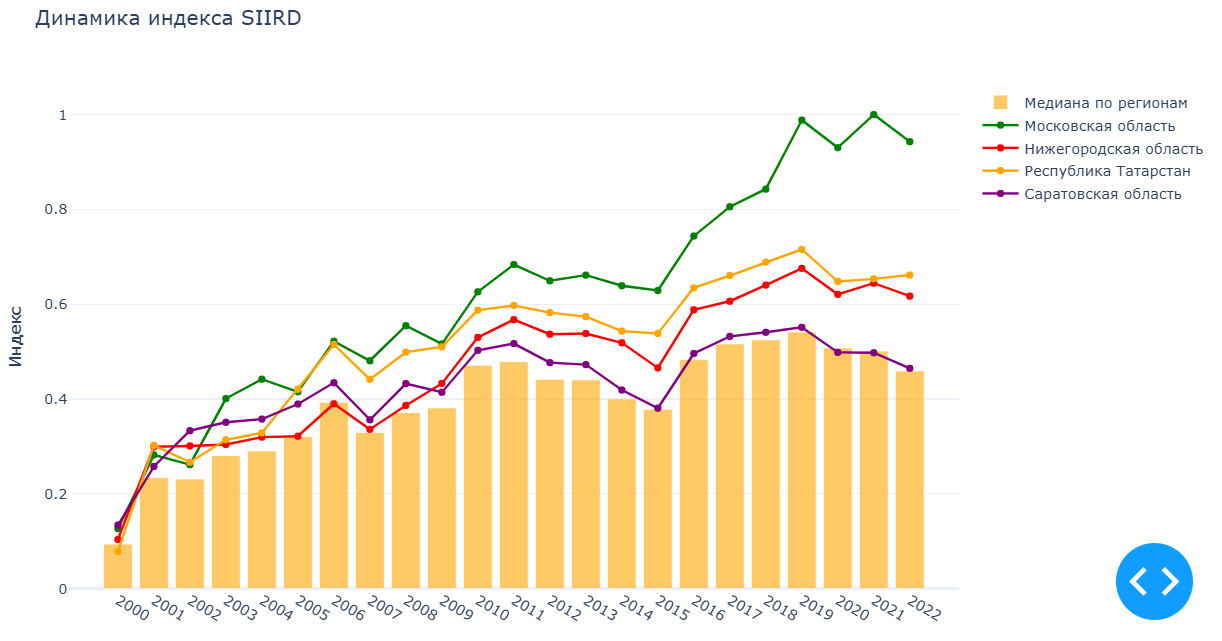 Динамика индекса SIIRD
Медиана по регионам
Московская область
Нижегородская область
Республика Татарстан
Саратовская область
Индекс
1
0.8
0.6
0.4
0.2
0
2000 2001 2002 2003 2004 2005 2006 2007 2008 2009 2010 2011 2012 2013 2014 2015 2016 2017 2018 2019 2020 2021 2022